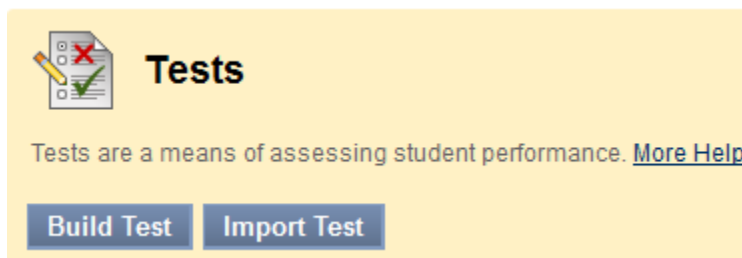 Tests
Tests are a means of assessing student performance. More Help
Build Test Import Test